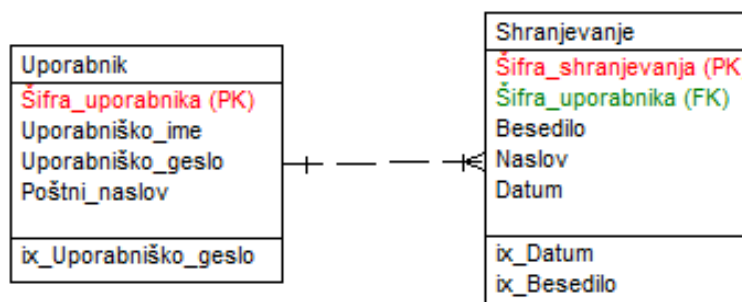 Uporabnik
Šifra_uporabnika (PK)
Uporabniško_ime
Uporabniško_geslo
Poštni_naslov
ix_Uporabniško_geslo
Shranjevanje
Šifra_shranjevanja (PK
Šifra_uporabnika (FK)
Besedilo
Naslov
Datum
ix_Datum
ix_Besedilo